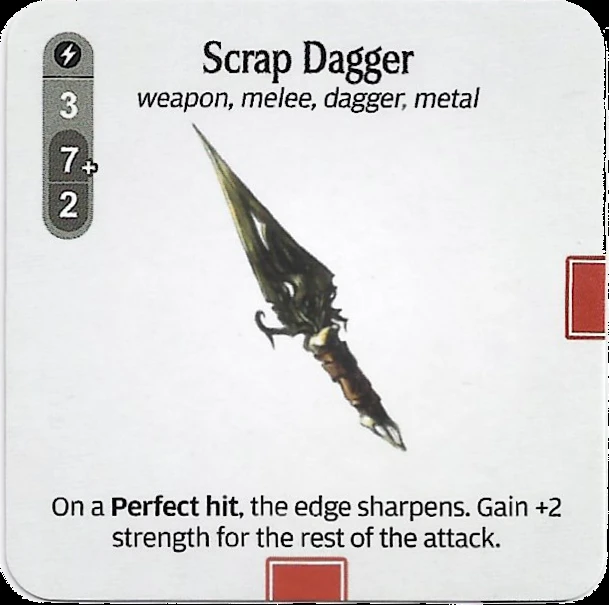 Scrap Dagger
weapon, melee, dagger, metal
3
7+
2
On a Perfect hit, the edge sharpens. Gain +2
strength for the rest of the attack.